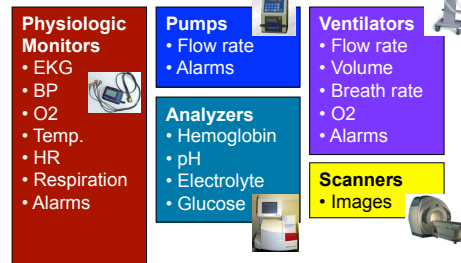 Physiologic
Monitors
• EKG
• BP
• O2
• Temp.
• HR
• Respiration
• Alarms
Pumps
• Flow rate
• Alarms
Analyzers
• Hemoglobin
• pH
• Electrolyte
• Glucose
Ventilators
• Flow rate
• Volume
• Breath rate
• O2
• Alarms
Scanners
• Images